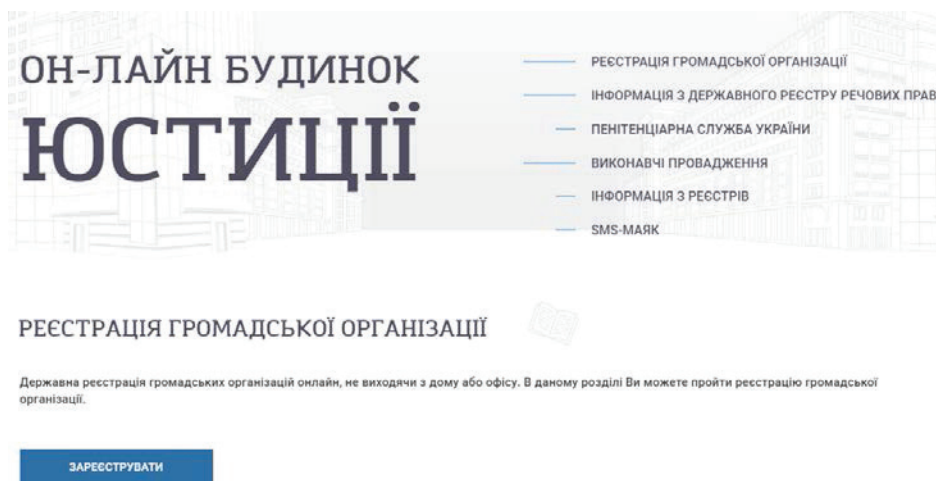 ОН-ЛАЙН БУДИНОК
ЮСТИЦІЇ
РЕЄСТРАЦІЯ ГРОМАДСЬКОЇ ОРГАНІЗАЦІЇ
ІНФОРМАЦІЯ З ДЕРЖАВНОГО РЕЄСТРУ РЕЧОВИХ ПРАВ
ПЕНІТЕНЦІАРНА СЛУЖБА УКРАЇНИ
ВИКОНАВЧІ ПРОВАДЖЕННЯ
ІНФОРМАЦІЯ З РЕЄСТРІВ
SMS-МАЯК
РЕЄСТРАЦІЯ ГРОМАДСЬКОЇ ОРГАНІЗАЦІЇ
Державна реєстрація громадських організацій онлайн, не виходячи з дому або офісу. В даному розділі Ви можете пройти реєстрацію громадської
організації.
ЗАРЕЄСТРУВАТИ